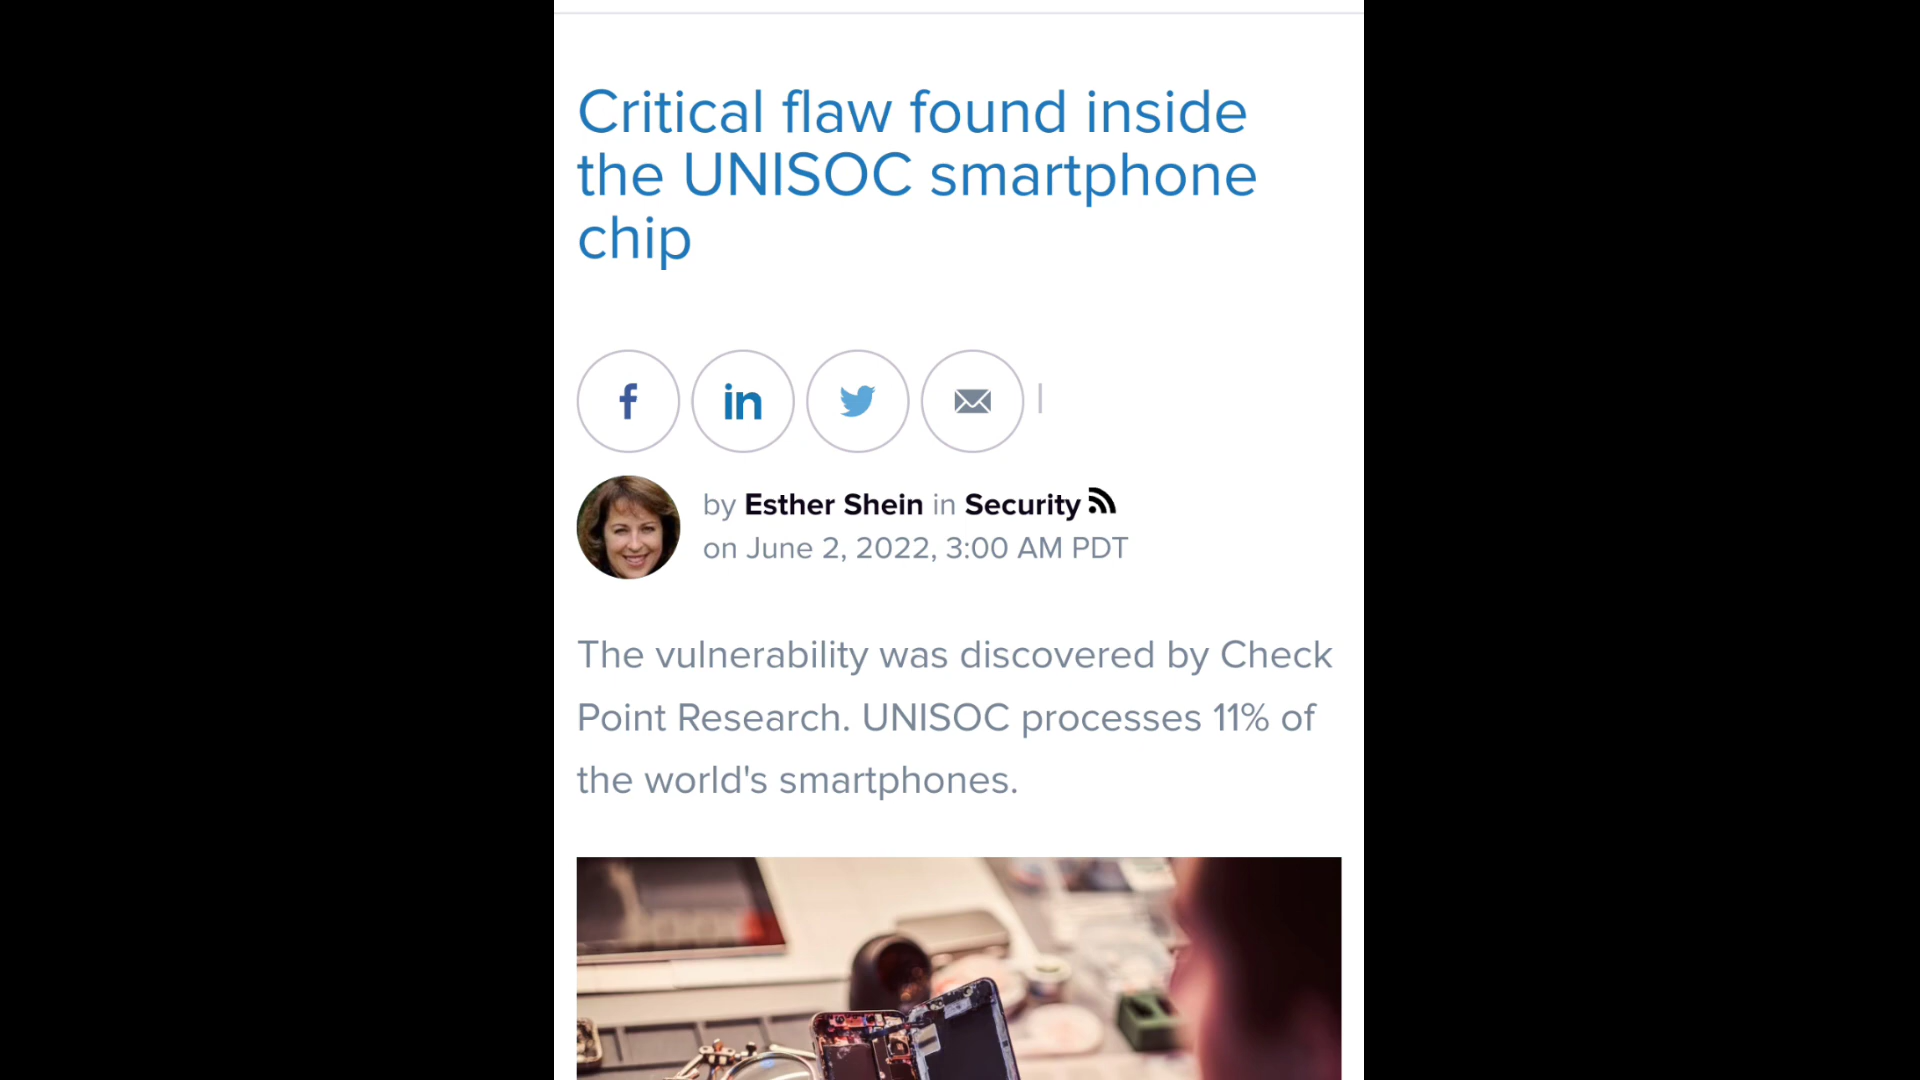 Critical flaw found inside
the UNISOC smartphone
chip
f
in
by Esther Shein in Security
on June 2, 2022, 3:00 AM PDT
The vulnerability was discovered by Check
Point Research. UNISOC processes 11% of
the world's smartphones.